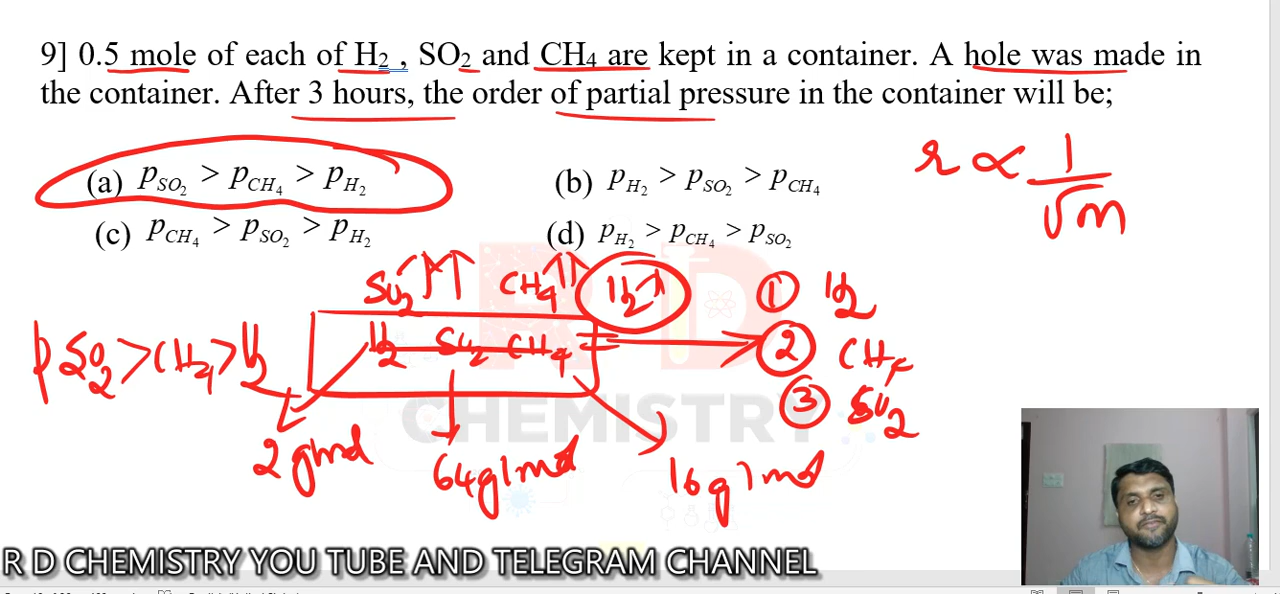 9] 0.5 mole of each of H₂ , SO₂ and CH₄ are kept in a container. A hole was made in
the container. After 3 hours, the order of partial pressure in the container will be;
(a) p_SO₂ > p_CH₄ > p_H₂
(b) p_H₂ > p_SO₂ > p_CH₄
(c) p_CH₄ > p_SO₂ > p_H₂
(d) p_H₂ > p_CH₄ > p_SO₂
r ∝ 1/√m
SO₂ CH₄ H₂
① H₂
H₂ SO₂ CH₄
② CH₄
p SO₂ > CH₄ > H₂
③ SO₂
2 g/mol
64 g/mol
16 g/mol
CHEMISTRY
R D CHEMISTRY YOU TUBE AND TELEGRAM CHANNEL